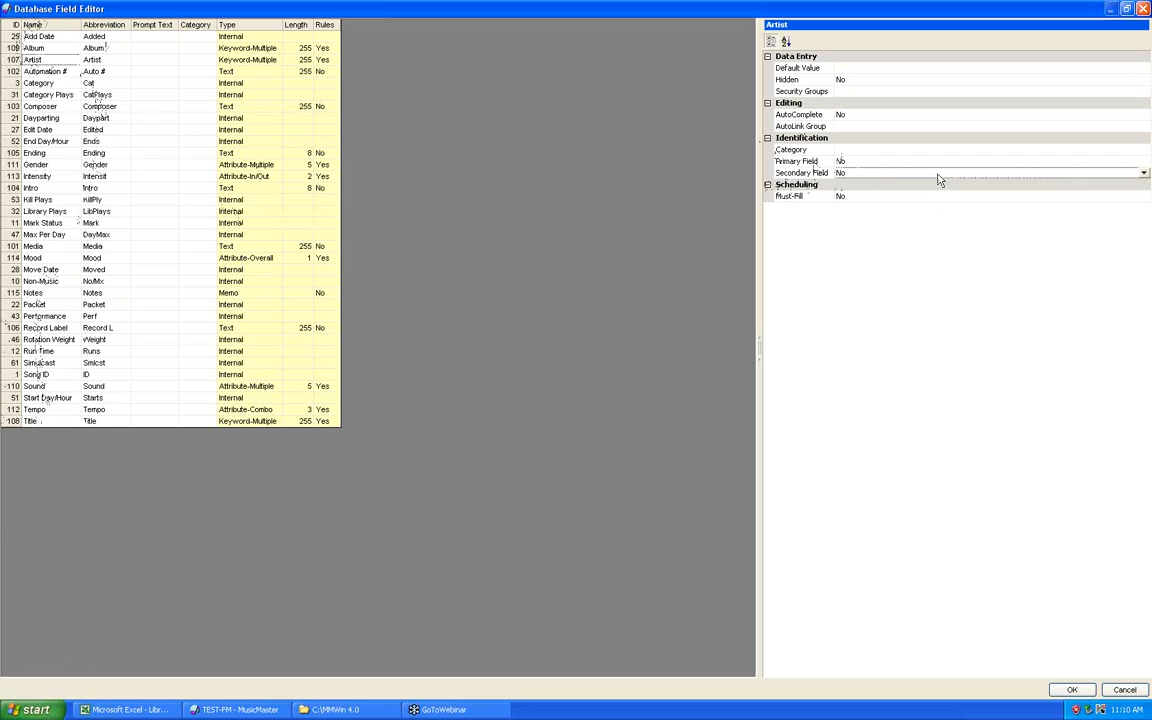 Database Field Editor
ID Name Abbreviation Prompt Text Category Type Length Rules
25 Add Date Added Internal
109 Album Album Keyword-Multiple 255 Yes
107 Artist Artist Keyword-Multiple 255 Yes
102 Automation # Auto # Text 255 No
3 Category Cat Internal
31 Category Plays CatPlays Internal
103 Composer Composer Text 255 No
21 Dayparting Daypart Internal
27 Edit Date Edited Internal
52 End Day/Hour Ends Internal
105 Ending Ending Text 8 No
111 Gender Gender Attribute-Multiple 5 Yes
113 Intensity Intensit Attribute-In/Out 2 Yes
104 Intro Intro Text 8 No
53 Kill Plays KillPly Internal
32 Library Plays LibPlays Internal
11 Mark Status Mark Internal
47 Max Per Day DayMax Internal
101 Media Media Text 255 No
114 Mood Mood Attribute-Overall 1 Yes
28 Move Date Moved Internal
10 Non-Music No/Mx Internal
115 Notes Notes Memo No
22 Packet Packet Internal
43 Performance Perf Internal
106 Record Label Record L Text 255 No
46 Rotation Weight Weight Internal
12 Run Time Runs Internal
61 Simulcast Smlcst Internal
1 Song ID ID Internal
110 Sound Sound Attribute-Multiple 5 Yes
51 Start Day/Hour Starts Internal
112 Tempo Tempo Attribute-Combo 3 Yes
108 Title Title Keyword-Multiple 255 Yes
Artist
Data Entry
Default Value
Hidden No
Security Groups
Editing
AutoComplete No
AutoLink Group
Identification
Category
Primary Field No
Secondary Field No
Scheduling
Must-Fill No
OK Cancel
start Microsoft Excel - Libr... TEST-FM - MusicMaster C:\MMWin 4.0 GoToWebinar 11:10 AM